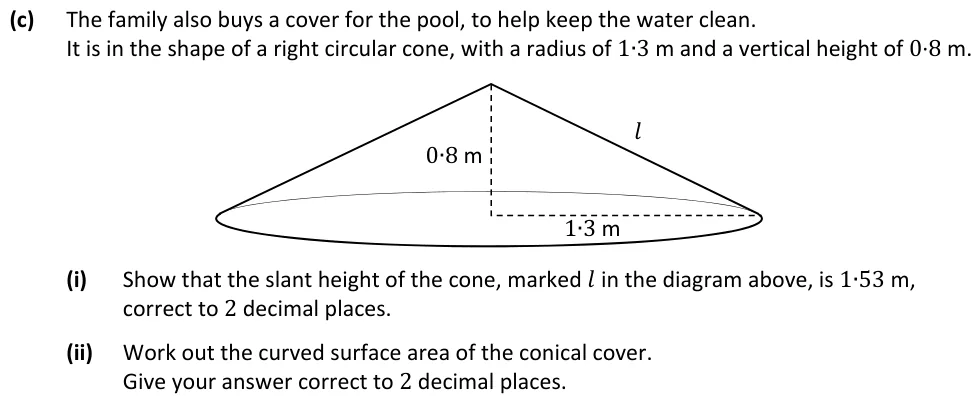 (c) The family also buys a cover for the pool, to help keep the water clean.
It is in the shape of a right circular cone, with a radius of 1·3 m and a vertical height of 0·8 m.
l
0·8 m
1·3 m
(i) Show that the slant height of the cone, marked l in the diagram above, is 1·53 m,
correct to 2 decimal places.
(ii) Work out the curved surface area of the conical cover.
Give your answer correct to 2 decimal places.